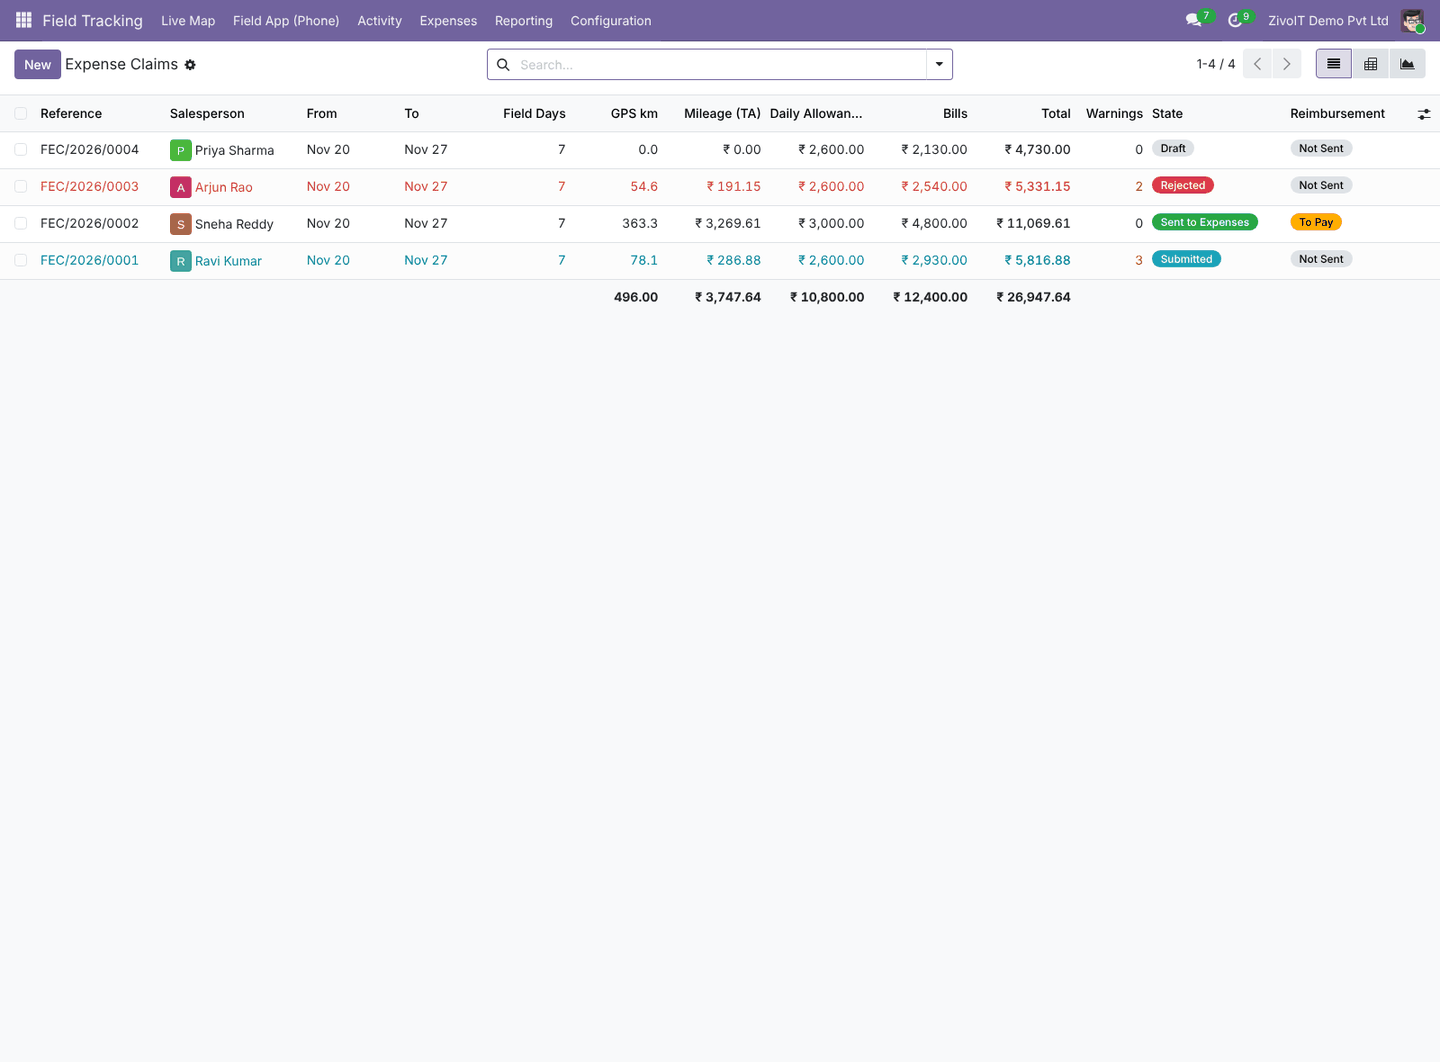 Field Tracking Live Map Field App (Phone) Activity Expenses Reporting Configuration 7 9 ZivoIT Demo Pvt Ltd
New Expense Claims Search... 1-4 / 4
Reference Salesperson From To Field Days GPS km Mileage (TA) Daily Allowan... Bills Total Warnings State Reimbursement
FEC/2026/0004 P Priya Sharma Nov 20 Nov 27 7 0.0 ₹ 0.00 ₹ 2,600.00 ₹ 2,130.00 ₹ 4,730.00 0 Draft Not Sent
FEC/2026/0003 A Arjun Rao Nov 20 Nov 27 7 54.6 ₹ 191.15 ₹ 2,600.00 ₹ 2,540.00 ₹ 5,331.15 2 Rejected Not Sent
FEC/2026/0002 S Sneha Reddy Nov 20 Nov 27 7 363.3 ₹ 3,269.61 ₹ 3,000.00 ₹ 4,800.00 ₹ 11,069.61 0 Sent to Expenses To Pay
FEC/2026/0001 R Ravi Kumar Nov 20 Nov 27 7 78.1 ₹ 286.88 ₹ 2,600.00 ₹ 2,930.00 ₹ 5,816.88 3 Submitted Not Sent
496.00 ₹ 3,747.64 ₹ 10,800.00 ₹ 12,400.00 ₹ 26,947.64